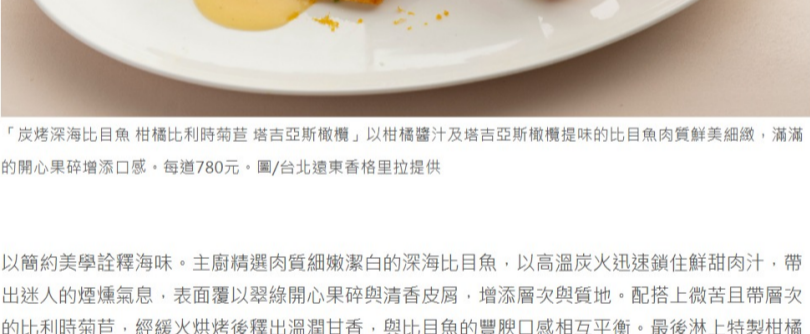 「炭烤深海比目魚 柑橘比利時菊苣 塔吉亞斯橄欖」以柑橘醬汁及塔吉亞斯橄欖提味的比目魚肉質鮮美細緻，滿滿
的開心果碎增添口感。每道780元。圖/台北遠東香格里拉提供
以簡約美學詮釋海味。主廚精選肉質細嫩潔白的深海比目魚，以高溫炭火迅速鎖住鮮甜肉汁，帶
出迷人的煙燻氣息，表面覆以翠綠開心果碎與清香皮屑，增添層次與質地。配搭上微苦且帶層次
的比利時菊苣，經緩火烘烤後釋出溫潤甘香，與比目魚的豐腴口感相互平衡。最後淋上特製柑橘